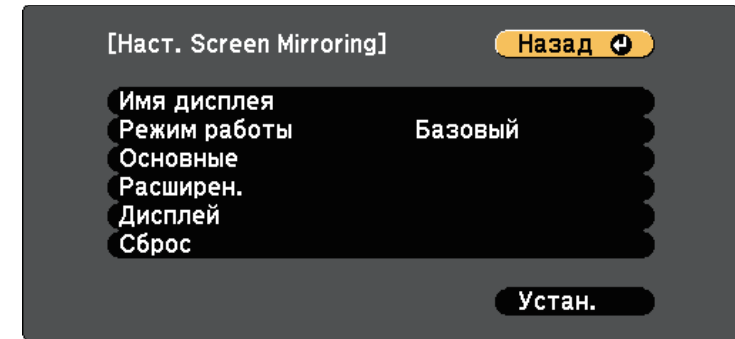 [Наст. Screen Mirroring] Назад
Имя дисплея
Режим работы Базовый
Основные
Расширен.
Дисплей
Сброс
Устан.